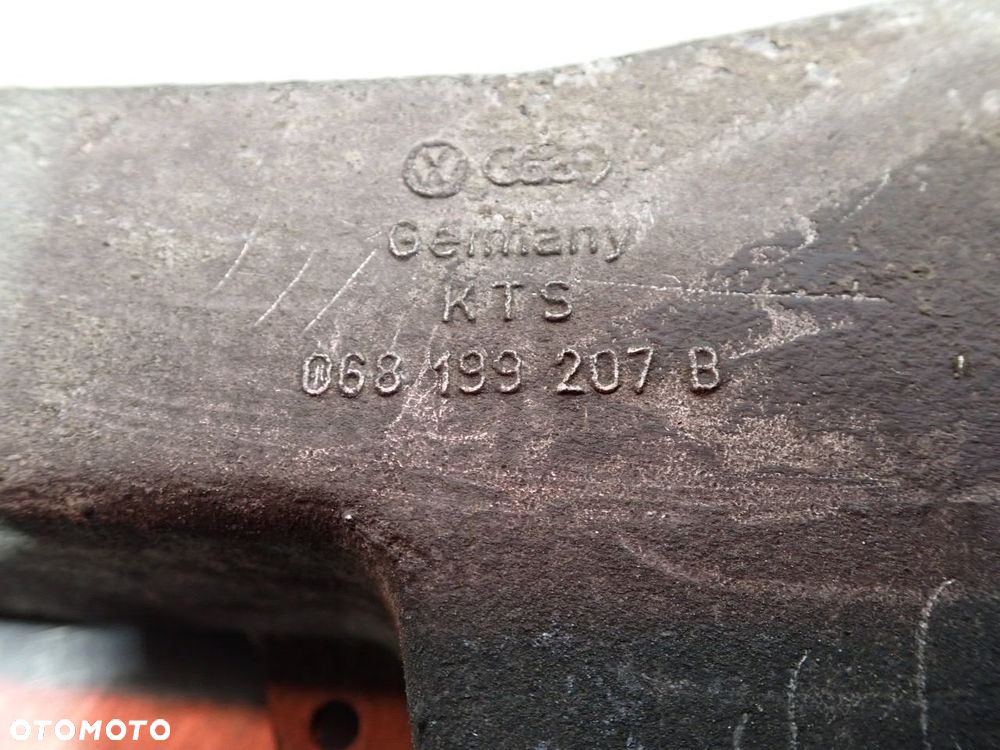 Germany
KTS
068 199 207 B
OTOMOTO